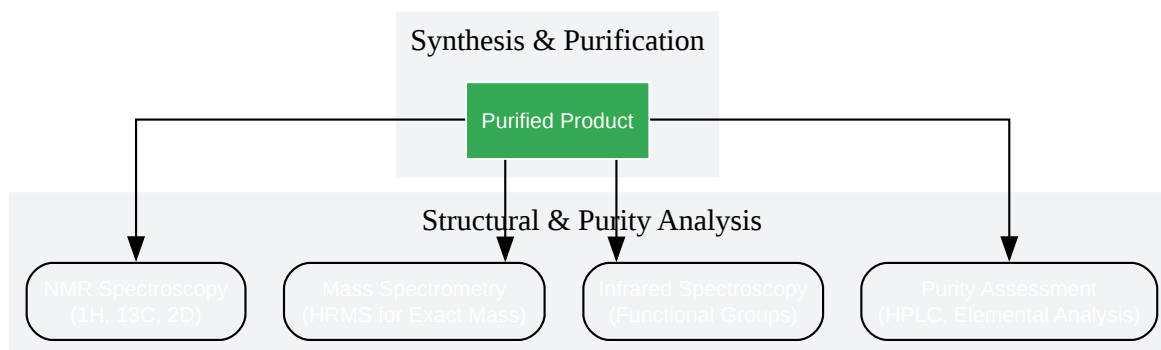 Synthesis & Purification
Purified Product
Structural & Purity Analysis
NMR Spectroscopy
(1H, 13C, 2D)
Mass Spectrometry
(HRMS for Exact Mass)
Infrared Spectroscopy
(Functional Groups)
Purity Assessment
(HPLC, Elemental Analysis)